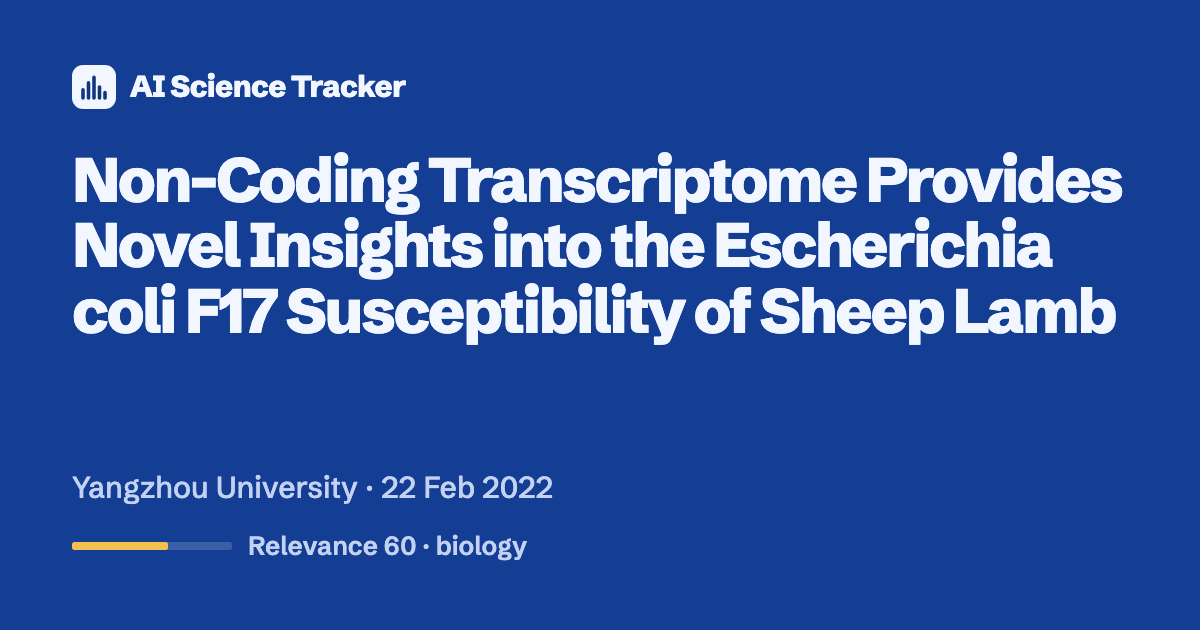 AI Science Tracker
Non-Coding Transcriptome Provides
Novel Insights into the Escherichia
coli F17 Susceptibility of Sheep Lamb
Yangzhou University · 22 Feb 2022
Relevance 60 · biology